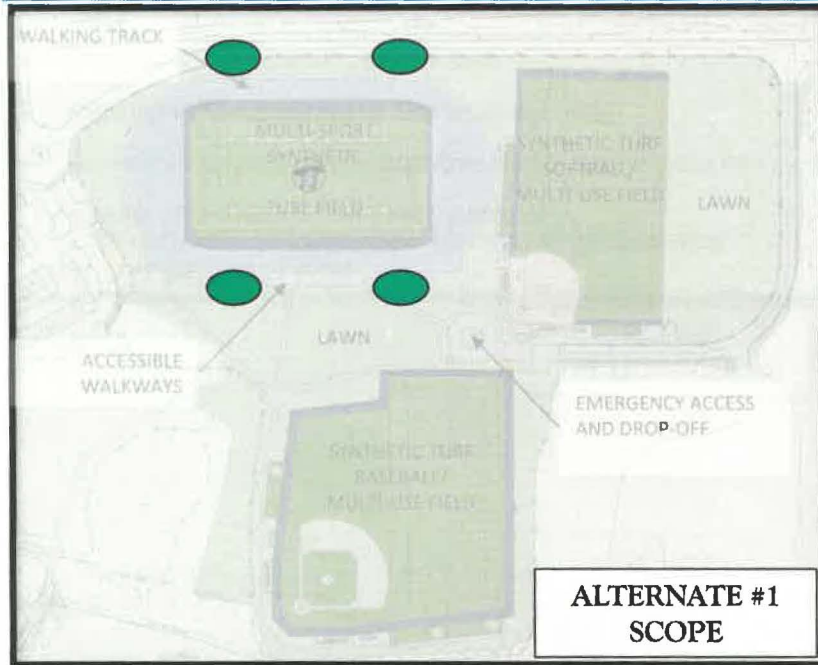 WALKING TRACK
MULTI-SPORT
SYNTHETIC
TURF FIELD
SYNTHETIC TURF
SOFTBALL/
MULTI USE FIELD
LAWN
LAWN
ACCESSIBLE
WALKWAYS
EMERGENCY ACCESS
AND DROP-OFF
SYNTHETIC TURF
BASEBALL/
MULTI-USE FIELD
ALTERNATE #1
SCOPE